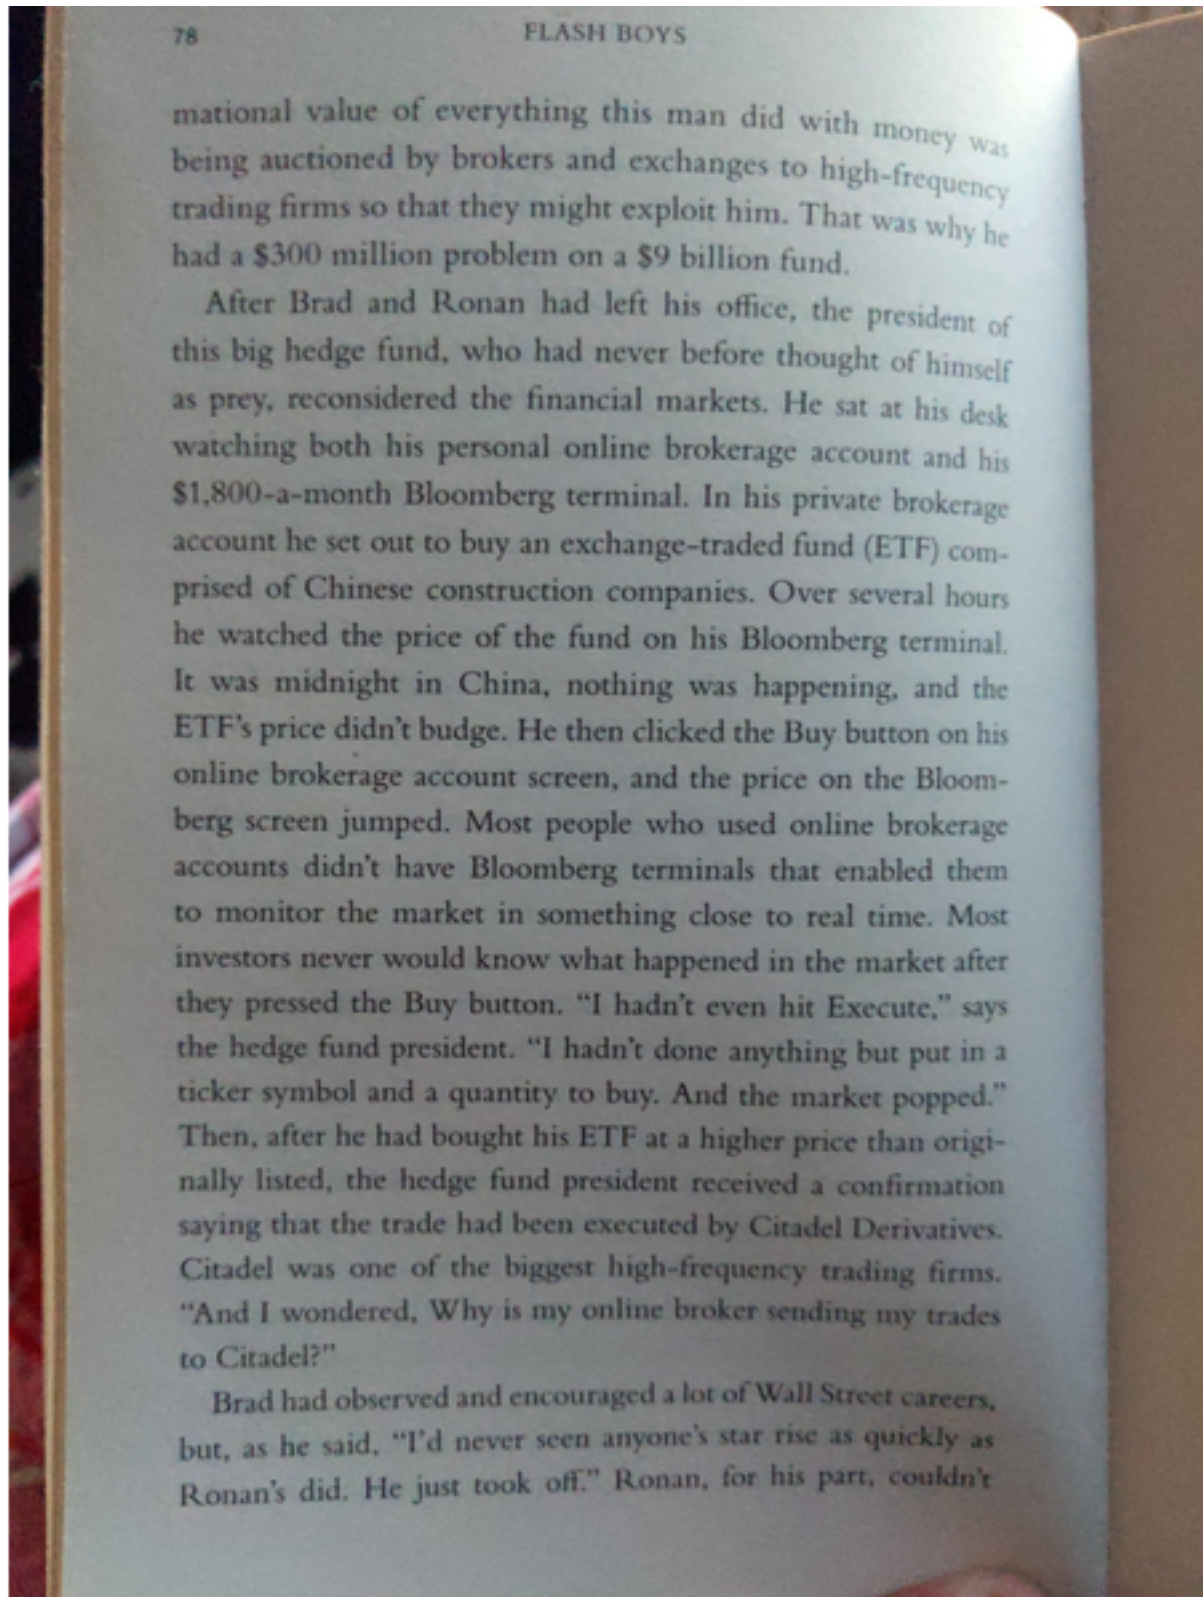 78
FLASH BOYS
mational value of everything this man did with money was
being auctioned by brokers and exchanges to high-frequency
trading firms so that they might exploit him. That was why he
had a $300 million problem on a $9 billion fund.
After Brad and Ronan had left his office, the president of
this big hedge fund, who had never before thought of himself
as prey, reconsidered the financial markets. He sat at his desk
watching both his personal online brokerage account and his
$1,800-a-month Bloomberg terminal. In his private brokerage
account he set out to buy an exchange-traded fund (ETF) com-
prised of Chinese construction companies. Over several hours
he watched the price of the fund on his Bloomberg terminal.
It was midnight in China, nothing was happening, and the
ETF's price didn't budge. He then clicked the Buy button on his
online brokerage account screen, and the price on the Bloom-
berg screen jumped. Most people who used online brokerage
accounts didn't have Bloomberg terminals that enabled them
to monitor the market in something close to real time. Most
investors never would know what happened in the market after
they pressed the Buy button. “I hadn't even hit Execute,” says
the hedge fund president. “I hadn't done anything but put in a
ticker symbol and a quantity to buy. And the market popped.”
Then, after he had bought his ETF at a higher price than origi-
nally listed, the hedge fund president received a confirmation
saying that the trade had been executed by Citadel Derivatives.
Citadel was one of the biggest high-frequency trading firms.
“And I wondered, Why is my online broker sending my trades
to Citadel?”
Brad had observed and encouraged a lot of Wall Street careers,
but, as he said, “I'd never seen anyone's star rise as quickly as
Ronan's did. He just took off.” Ronan, for his part, couldn't